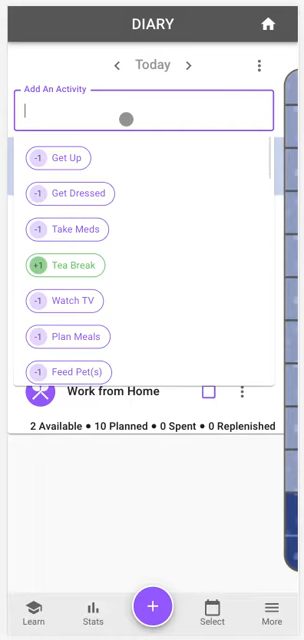 DIARY
Today
Add An Activity
-1 Get Up
-1 Get Dressed
-1 Take Meds
+1 Tea Break
-1 Watch TV
-1 Plan Meals
-1 Feed Pet(s)
Work from Home
2 Available • 10 Planned • 0 Spent • 0 Replenished
Learn Stats + Select More